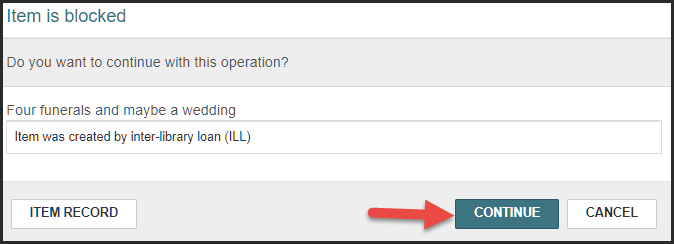 Item is blocked
Do you want to continue with this operation?
Four funerals and maybe a wedding
Item was created by inter-library loan (ILL)
ITEM RECORD CONTINUE CANCEL